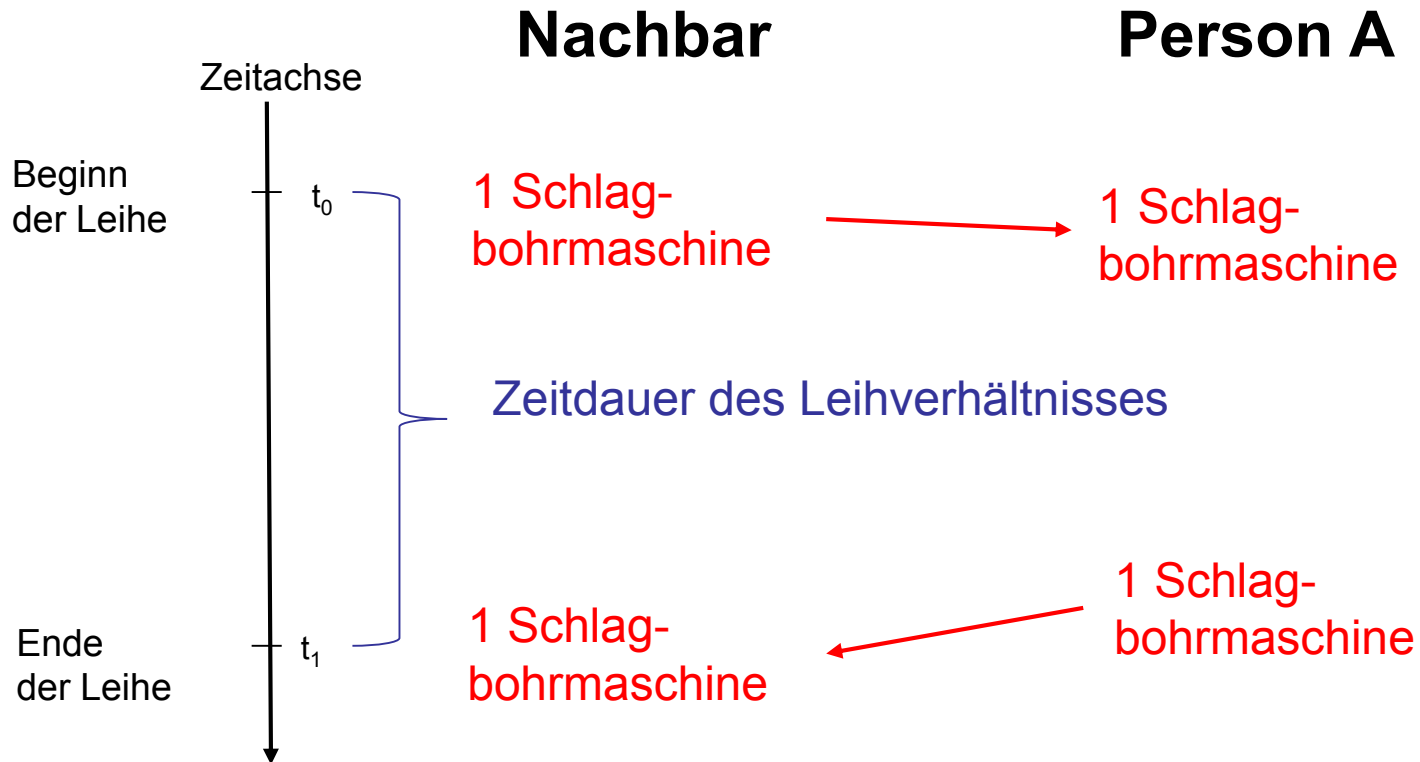 Nachbar
Person A
Zeitachse
Beginn
der Leihe
t₀
1 Schlag-
bohrmaschine
1 Schlag-
bohrmaschine
Zeitdauer des Leihverhältnisses
Ende
der Leihe
t₁
1 Schlag-
bohrmaschine
1 Schlag-
bohrmaschine